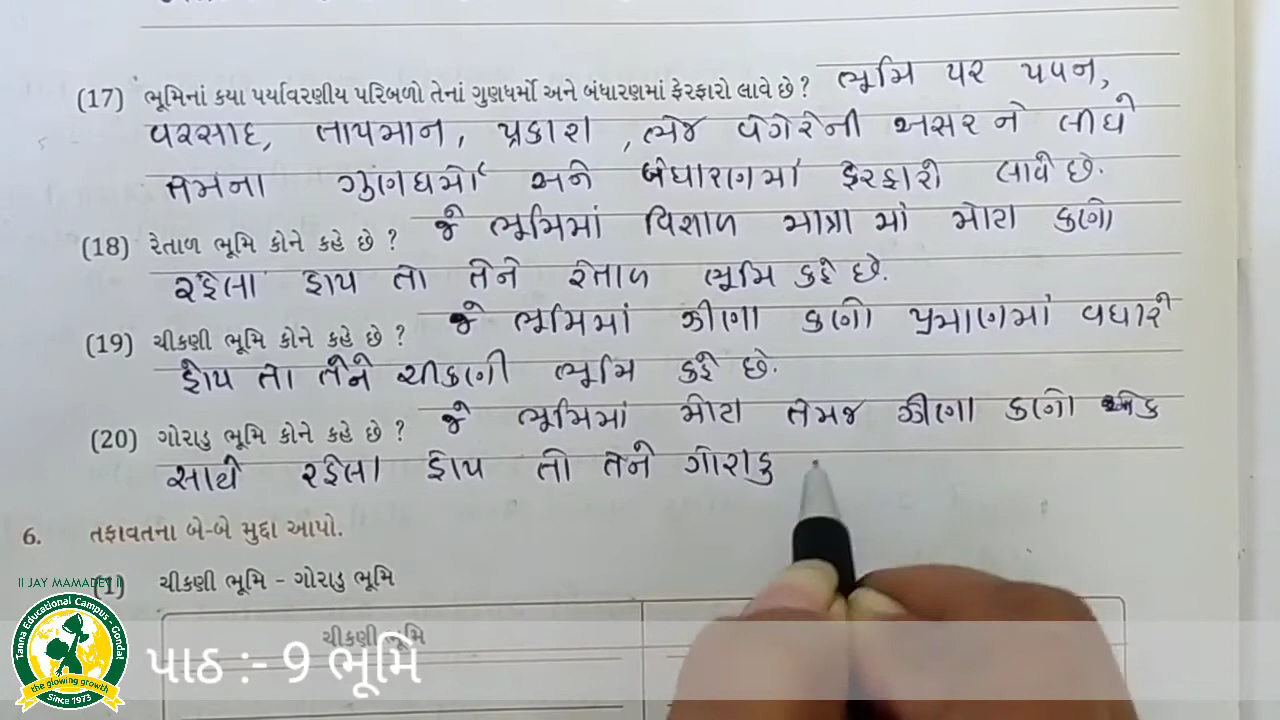 (17) ભૂમિનાં કયા પર્યાવરણીય પરિબળો તેનાં ગુણધર્મો અને બંધારણમાં ફેરફારો લાવે છે? ભૂમિ પર પવન,
વરસાદ, તાપમાન, પ્રકાશ, ભેજ વગેરેની અસર ને લીધે
તેમના ગુણધર્મો અને બંધારણમાં ફેરફારો લાવે છે.
(18) રેતાળ ભૂમિ કોને કહે છે? જે ભૂમિમાં વિશાળ માત્રા માં મોટા કણો
રહેલા હોય તો તેને રેતાળ ભૂમિ કહે છે.
(19) ચીકણી ભૂમિ કોને કહે છે? જે ભૂમિમાં ઝીણા કણો પ્રમાણમાં વધારે
હોય તો તેને ચીકણી ભૂમિ કહે છે.
(20) ગોરાડુ ભૂમિ કોને કહે છે? જે ભૂમિમાં મોટા તેમજ ઝીણા કણો એક
સાથે રહેલા હોય તો તેને ગોરાડુ
6. તફાવતના બે-બે મુદ્દા આપો.
(1) ચીકણી ભૂમિ - ગોરાડુ ભૂમિ
ચીકણી ભૂમિ
II JAY MAMADEV II
Tanna Educational Campus - Gondal
the glowing growth
Since 1973
પાઠ :- 9 ભૂમિ